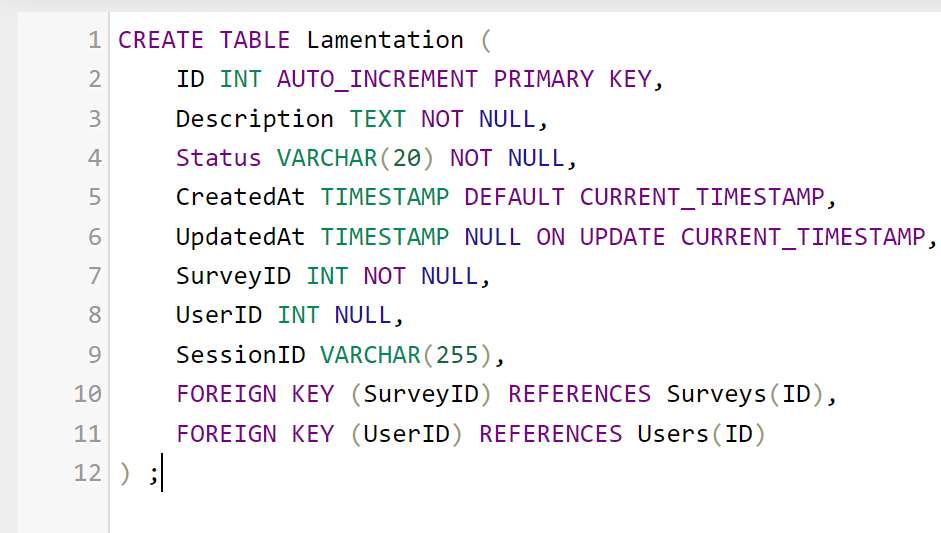 1 CREATE TABLE Lamentation (
2 ID INT AUTO_INCREMENT PRIMARY KEY,
3 Description TEXT NOT NULL,
4 Status VARCHAR(20) NOT NULL,
5 CreatedAt TIMESTAMP DEFAULT CURRENT_TIMESTAMP,
6 UpdatedAt TIMESTAMP NULL ON UPDATE CURRENT_TIMESTAMP,
7 SurveyID INT NOT NULL,
8 UserID INT NULL,
9 SessionID VARCHAR(255),
10 FOREIGN KEY (SurveyID) REFERENCES Surveys(ID),
11 FOREIGN KEY (UserID) REFERENCES Users(ID)
12 ) ;